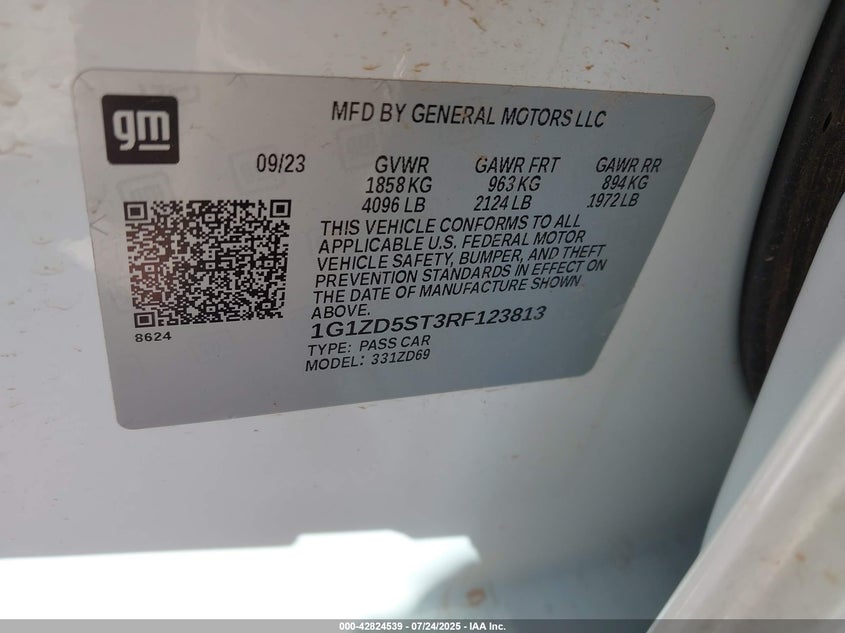 gm
MFD BY GENERAL MOTORS LLC
09/23 GVWR GAWR FRT GAWR RR
1858 KG 963 KG 894 KG
4096 LB 2124 LB 1972 LB
THIS VEHICLE CONFORMS TO ALL
APPLICABLE U.S. FEDERAL MOTOR
VEHICLE SAFETY, BUMPER, AND THEFT
PREVENTION STANDARDS IN EFFECT ON
THE DATE OF MANUFACTURE SHOWN
ABOVE.
1G1ZD5ST3RF123813
TYPE: PASS CAR
MODEL: 331ZD69
8624
000-42824539 - 07/24/2025 - IAA Inc.